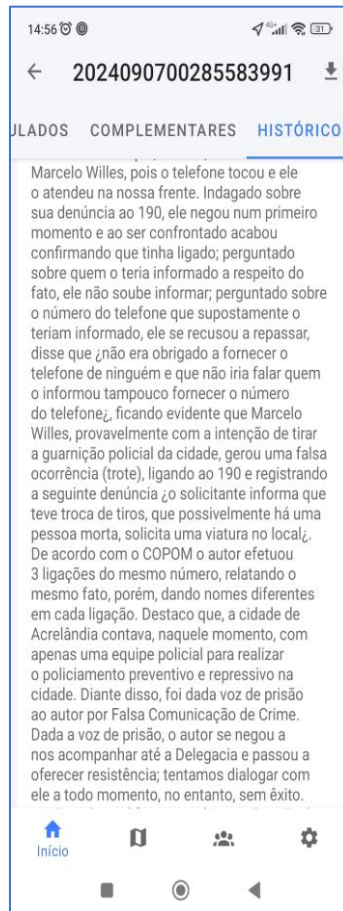 14:56
4G+ 31
2024090700285583991
JLADOS COMPLEMENTARES HISTÓRICO
Marcelo Willes, pois o telefone tocou e ele
o atendeu na nossa frente. Indagado sobre
sua denúncia ao 190, ele negou num primeiro
momento e ao ser confrontado acabou
confirmando que tinha ligado; perguntado
sobre quem o teria informado a respeito do
fato, ele não soube informar; perguntado sobre
o número do telefone que supostamente o
teriam informado, ele se recusou a repassar,
disse que ¿não era obrigado a fornecer o
telefone de ninguém e que não iria falar quem
o informou tampouco fornecer o número
do telefone¿, ficando evidente que Marcelo
Willes, provavelmente com a intenção de tirar
a guarnição policial da cidade, gerou uma falsa
ocorrência (trote), ligando ao 190 e registrando
a seguinte denúncia ¿o solicitante informa que
teve troca de tiros, que possivelmente há uma
pessoa morta, solicita uma viatura no local¿.
De acordo com o COPOM o autor efetuou
3 ligações do mesmo número, relatando o
mesmo fato, porém, dando nomes diferentes
em cada ligação. Destaco que, a cidade de
Acrelândia contava, naquele momento, com
apenas uma equipe policial para realizar
o policiamento preventivo e repressivo na
cidade. Diante disso, foi dada voz de prisão
ao autor por Falsa Comunicação de Crime.
Dada a voz de prisão, o autor se negou a
nos acompanhar até a Delegacia e passou a
oferecer resistência; tentamos dialogar com
ele a todo momento, no entanto, sem êxito.
Início